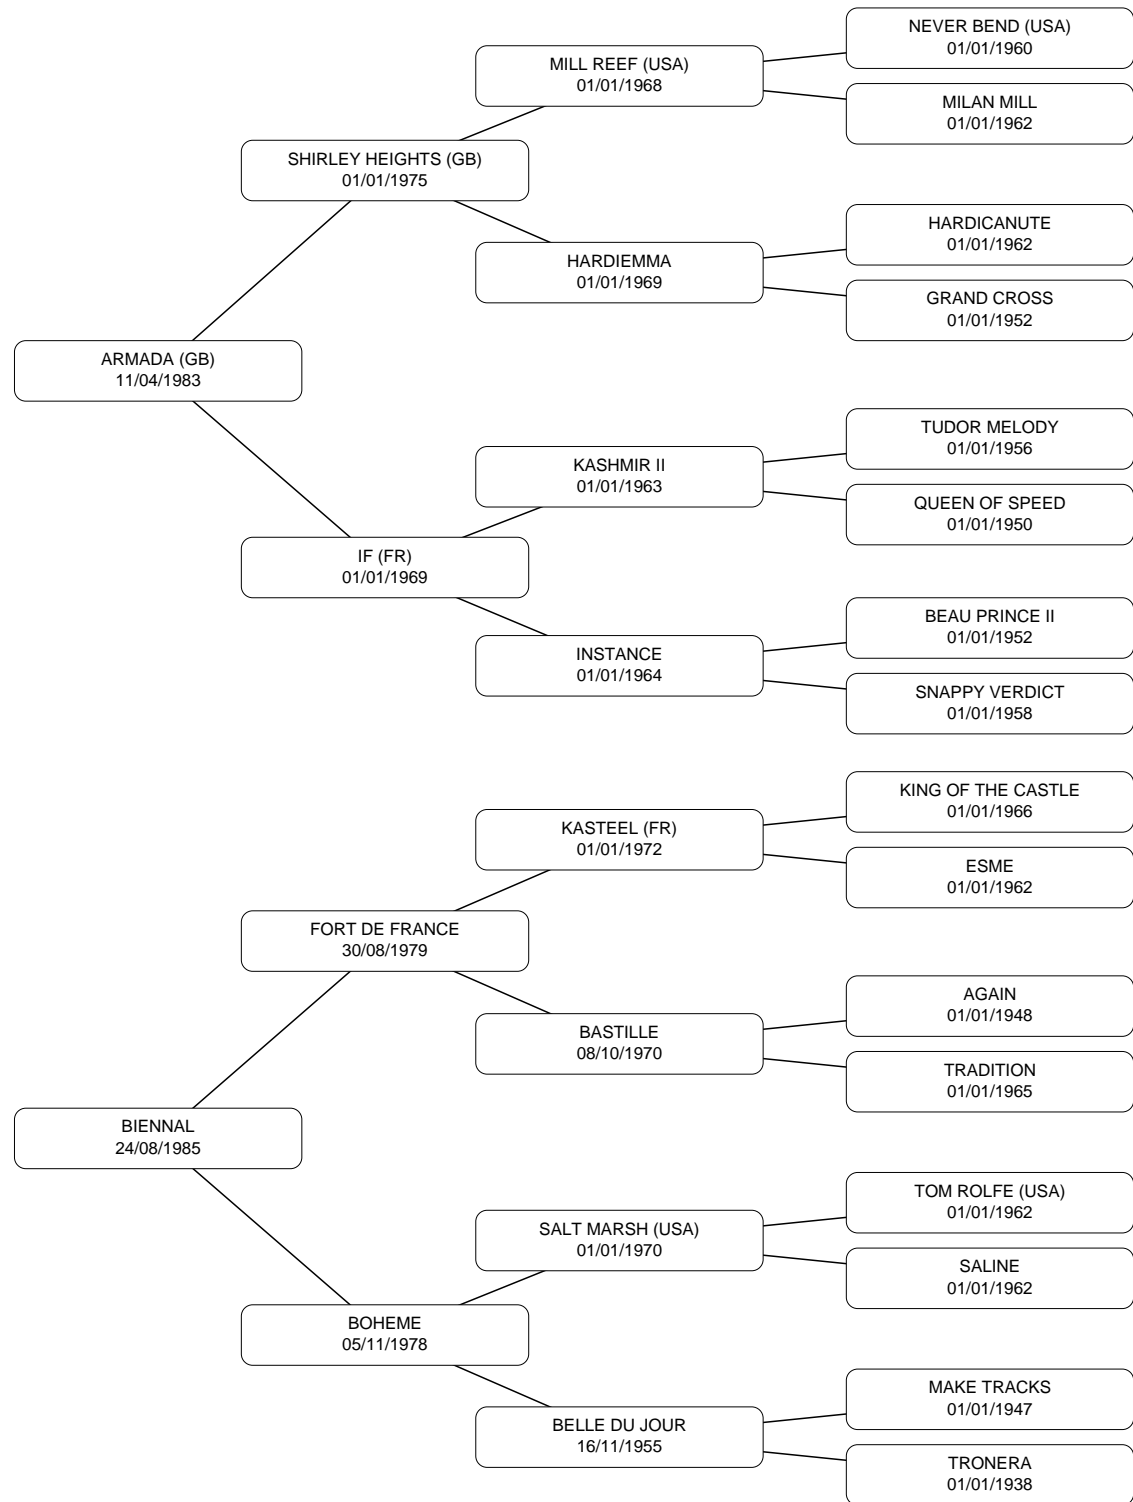 NEVER BEND (USA)
01/01/1960
MILL REEF (USA)
01/01/1968
MILAN MILL
01/01/1962
SHIRLEY HEIGHTS (GB)
01/01/1975
HARDICANUTE
01/01/1962
HARDIEMMA
01/01/1969
GRAND CROSS
01/01/1952
ARMADA (GB)
11/04/1983
TUDOR MELODY
01/01/1956
KASHMIR II
01/01/1963
QUEEN OF SPEED
01/01/1950
IF (FR)
01/01/1969
BEAU PRINCE II
01/01/1952
INSTANCE
01/01/1964
SNAPPY VERDICT
01/01/1958
KING OF THE CASTLE
01/01/1966
KASTEEL (FR)
01/01/1972
ESME
01/01/1962
FORT DE FRANCE
30/08/1979
AGAIN
01/01/1948
BASTILLE
08/10/1970
TRADITION
01/01/1965
BIENNAL
24/08/1985
TOM ROLFE (USA)
01/01/1962
SALT MARSH (USA)
01/01/1970
SALINE
01/01/1962
BOHEME
05/11/1978
MAKE TRACKS
01/01/1947
BELLE DU JOUR
16/11/1955
TRONERA
01/01/1938